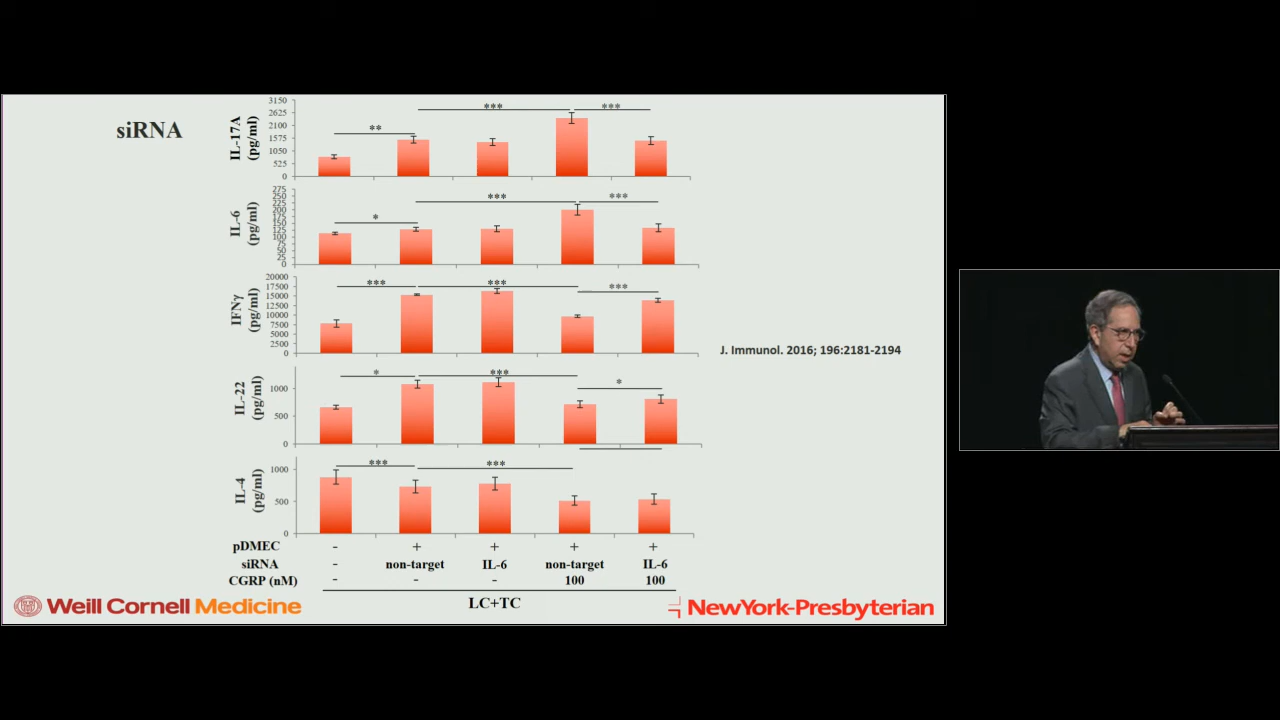 siRNA
IL-17A
(pg/ml)
3150
2625
2100
1575
1050
525
0
**
***
***
IL-6
(pg/ml)
275
250
225
200
175
150
125
100
75
50
25
0
*
***
***
IFNγ
(pg/ml)
20000
17500
15000
12500
10000
7500
5000
2500
0
***
***
***
J. Immunol. 2016; 196:2181-2194
IL-22
(pg/ml)
1000
500
0
*
***
*
IL-4
(pg/ml)
1000
500
0
***
***
pDMEC - + + + +
siRNA - non-target IL-6 non-target IL-6
CGRP (nM) - - - 100 100
LC+TC
Weill Cornell Medicine
NewYork-Presbyterian